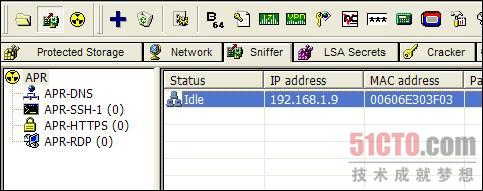 B 64
Protected Storage Network Sniffer LSA Secrets Cracker
APR
APR-DNS
APR-SSH-1 (0)
APR-HTTPS (0)
APR-RDP (0)
Status IP address MAC address Pa
Idle 192.168.1.9 00606E303F03
51CTO.com
技术成就梦想